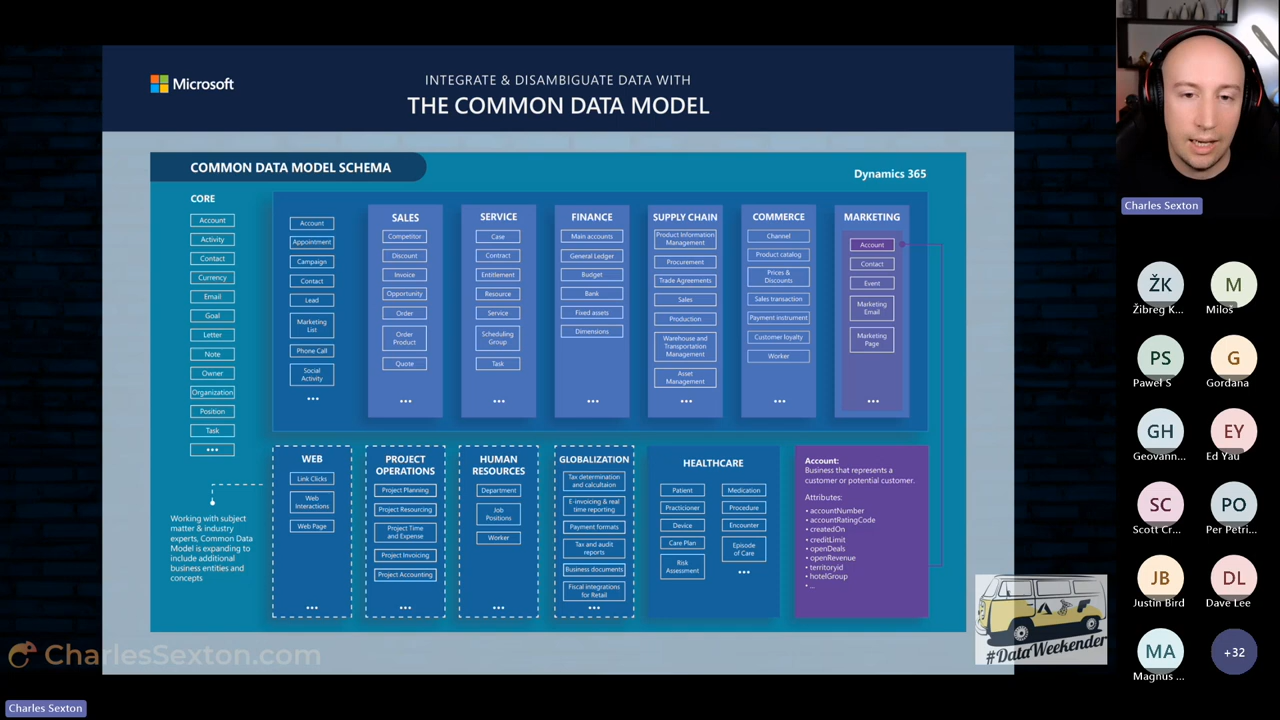 Microsoft
INTEGRATE & DISAMBIGUATE DATA WITH
THE COMMON DATA MODEL
COMMON DATA MODEL SCHEMA
Dynamics 365
CORE
Account
Activity
Contact
Currency
Email
Goal
Letter
Note
Owner
Organization
Position
Task
...
Account
Appointment
Campaign
Contact
Lead
Marketing
List
Phone Call
Social
Activity
...
SALES
Competitor
Discount
Invoice
Opportunity
Order
Order
Product
Quote
...
SERVICE
Case
Contract
Entitlement
Resource
Service
Scheduling
Group
Task
...
FINANCE
Main accounts
General Ledger
Budget
Bank
Fixed assets
Dimensions
...
SUPPLY CHAIN
Product Information
Management
Procurement
Trade Agreements
Sales
Production
Warehouse and
Transportation
Management
Asset
Management
...
COMMERCE
Channel
Product catalog
Prices &
Discounts
Sales transaction
Payment instrument
Customer loyalty
Worker
...
MARKETING
Account
Contact
Event
Marketing
Email
Marketing
Page
...
Working with subject
matter & industry
experts, Common Data
Model is expanding to
include additional
business entities and
concepts
WEB
Link Clicks
Web
Interactions
Web Page
...
PROJECT
OPERATIONS
Project Planning
Project Resourcing
Project Time
and Expense
Project Invoicing
Project Accounting
...
HUMAN
RESOURCES
Department
Job
Positions
Worker
...
GLOBALIZATION
Tax determination
and calcultaion
E-invoicing & real
time reporting
Payment formats
Tax and audit
reports
Business documents
Fiscal integrations
for Retail
...
HEALTHCARE
Patient
Practicioner
Device
Care Plan
Risk
Assessment
Medication
Procedure
Encounter
Episode
of Care
...
Account:
Business that represents a
customer or potential customer.
Attributes:
• accountNumber
• accountRatingCode
• createdOn
• creditLimit
• openDeals
• openRevenue
• territoryid
• hotelGroup
• ...
#DataWeekender
CharlesSexton.com
Charles Sexton
Charles Sexton
ŽK
Žibreg K...
M
Miloš
PS
Paweł S
G
Gordana
GH
Geovann...
EY
Ed Yau
SC
Scott Cr...
PO
Per Petri...
JB
Justin Bird
DL
Dave Lee
MA
Magnus ...
+32